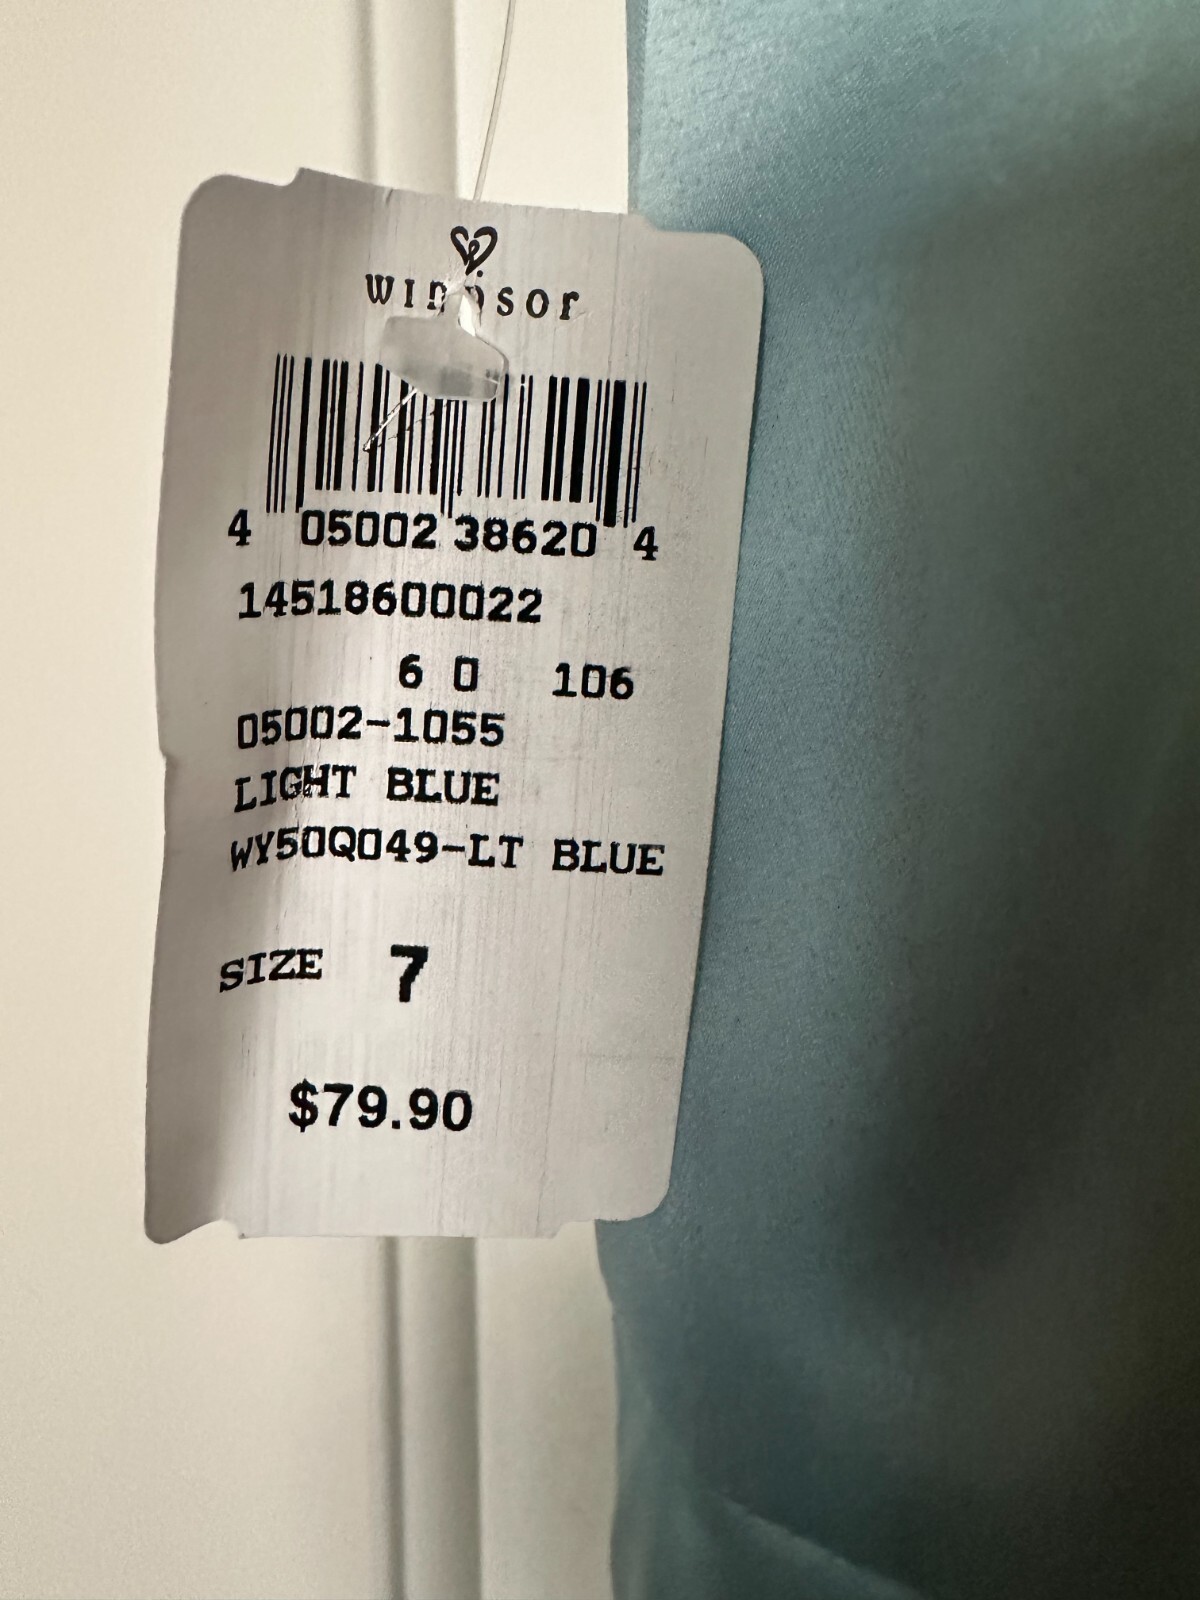 windsor
4 05002 38620 4
14518600022
6 0 106
05002-1055
LIGHT BLUE
WY50Q049-LT BLUE
SIZE 7
$79.90